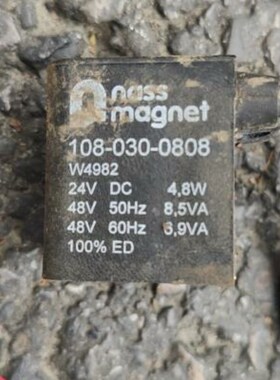 nass
magnet
108-030-0808
W4982
24V DC 4,8W
48V 50Hz 8,5VA
48V 60Hz 6,9VA
100% ED